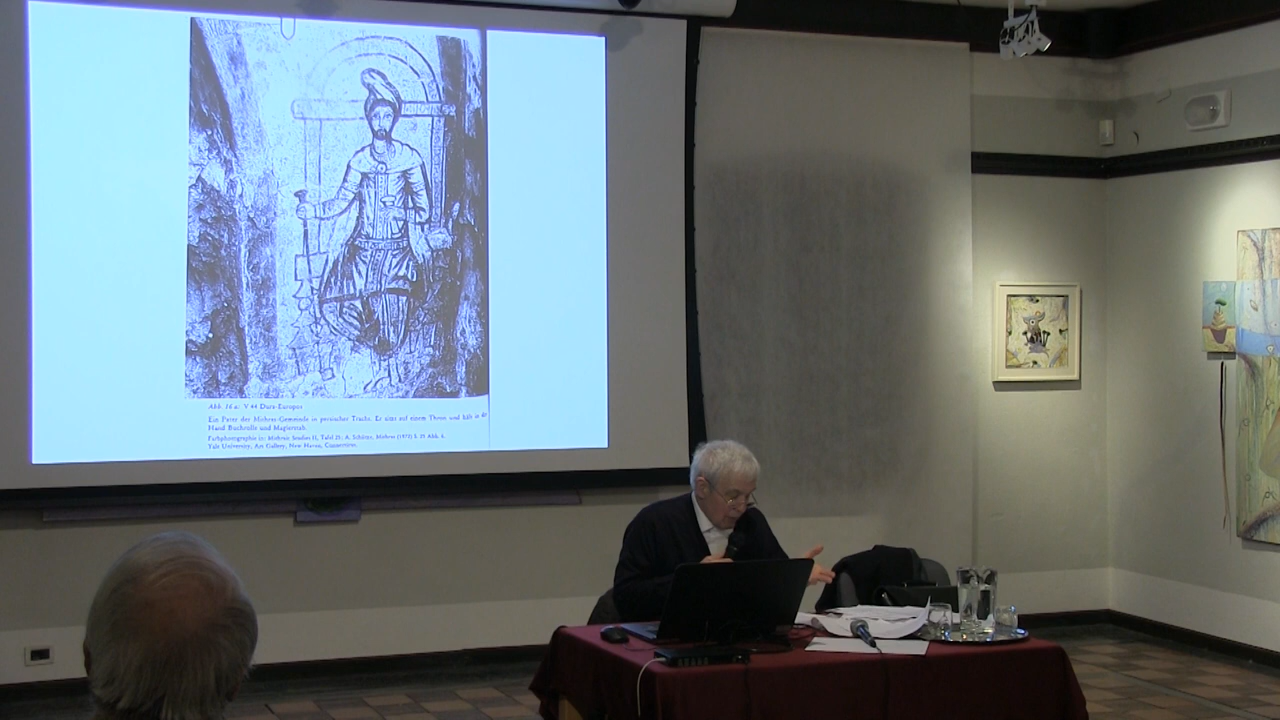 Abb. 16 a: V 44 Dura-Europos
Ein Pater der Mithras-Gemeinde in persischer Tracht. Er sitzt auf einem Thron und hält in
Hand Buchrolle und Magierstab.
Farbphotographie in: Mithraic Studies II, Tafel 25; A. Schütze, Mithras (1972) S. 35 Abb. 6.
Yale University, Art Gallery, New Haven, Connecticut.